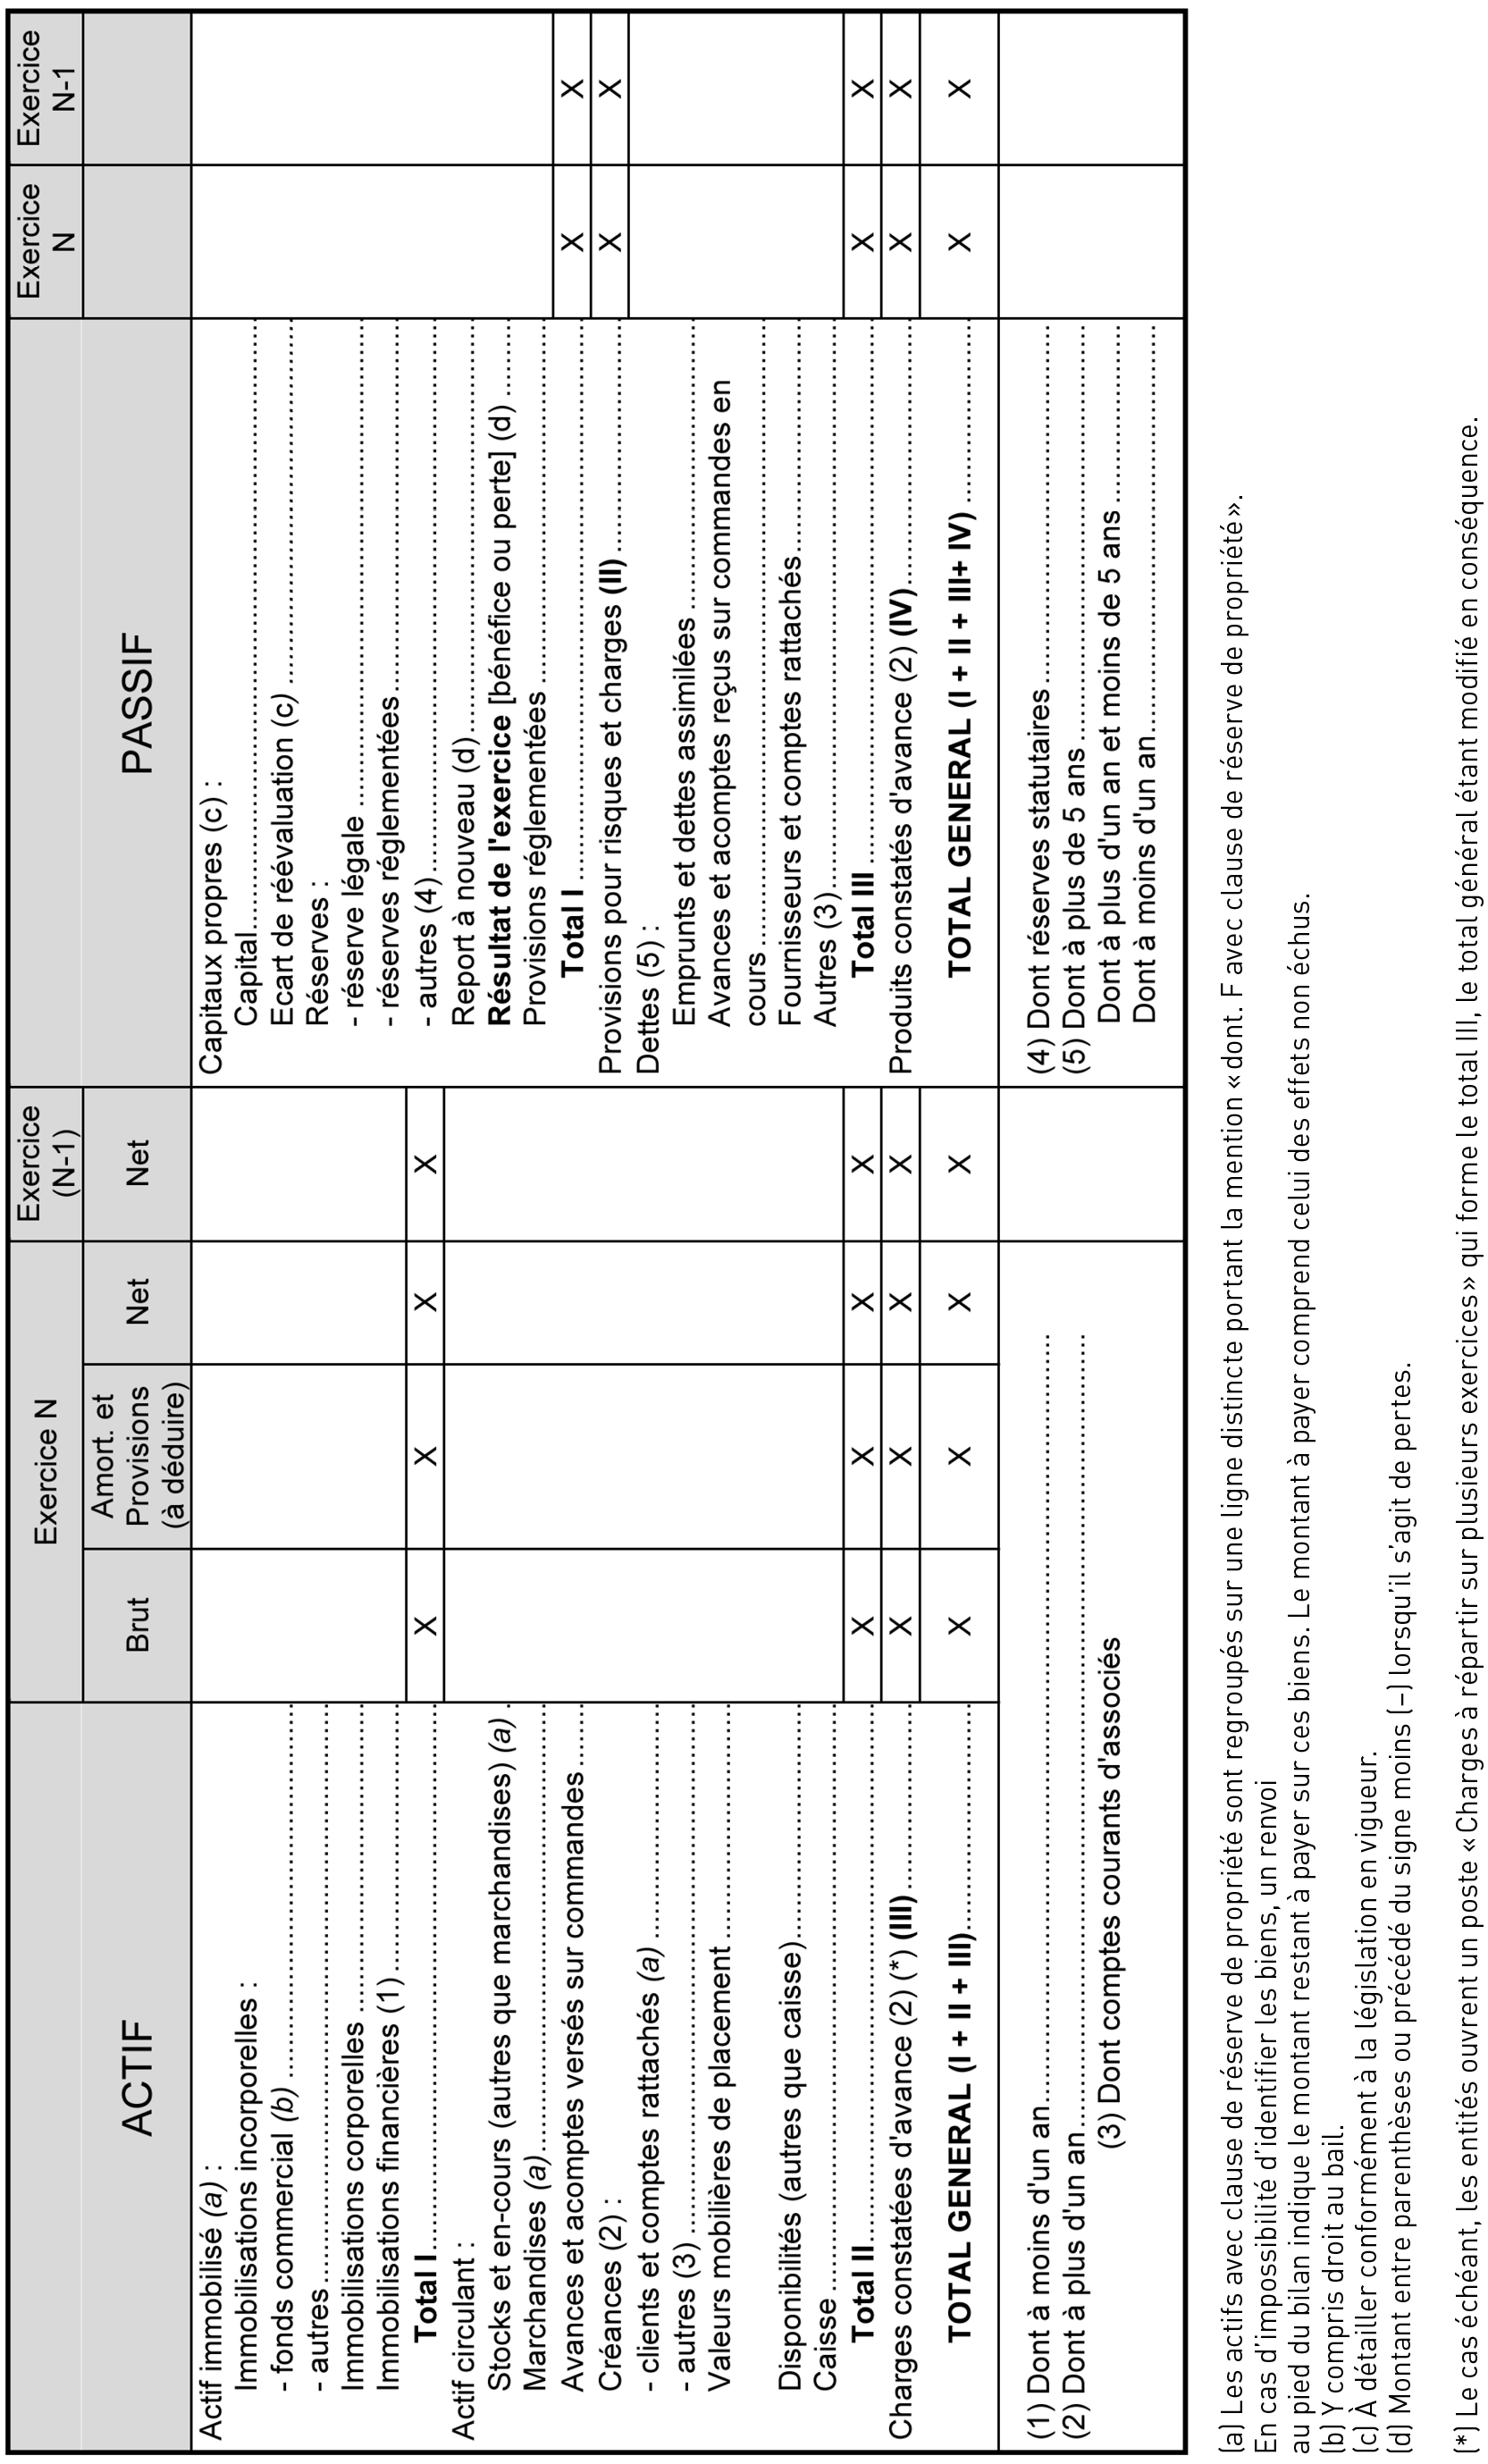 ACTIF
Exercice N
Exercice
(N-1)
Brut
Amort. et
Provisions
(à déduire)
Net
Net
Actif immobilisé (a) :
Immobilisations incorporelles :
- fonds commercial (b)
- autres
Immobilisations corporelles
Immobilisations financières (1)
Total I
X X X X
Actif circulant :
Stocks et en-cours (autres que marchandises) (a)
Marchandises (a)
Avances et acomptes versés sur commandes
Créances (2) :
- clients et comptes rattachés (a)
- autres (3)
Valeurs mobilières de placement
Disponibilités (autres que caisse)
Caisse
Total II
X X X X
Charges constatées d'avance (2) (*) (III)
X X X X
TOTAL GENERAL (I + II + III)
X X X X
(1) Dont à moins d'un an
(2) Dont à plus d'un an
(3) Dont comptes courants d'associés
PASSIF
Exercice
N
Exercice
N-1
Capitaux propres (c) :
Capital
Ecart de réévaluation (c)
Réserves :
- réserve légale
- réserves réglementées
- autres (4)
Report à nouveau (d)
Résultat de l'exercice [bénéfice ou perte] (d)
Provisions réglementées
Total I
X X
Provisions pour risques et charges (II)
X X
Dettes (5) :
Emprunts et dettes assimilées
Avances et acomptes reçus sur commandes en
cours
Fournisseurs et comptes rattachés
Autres (3)
Total III
X X
Produits constatés d'avance (2) (IV)
X X
TOTAL GENERAL (I + II + III+ IV)
X X
(4) Dont réserves statutaires
(5) Dont à plus de 5 ans
Dont à plus d'un an et moins de 5 ans
Dont à moins d'un an
(a) Les actifs avec clause de réserve de propriété sont regroupés sur une ligne distincte portant la mention «dont. F avec clause de réserve de propriété».
En cas d'impossibilité d'identifier les biens, un renvoi
au pied du bilan indique le montant restant à payer sur ces biens. Le montant à payer comprend celui des effets non échus.
(b) Y compris droit au bail.
(c) À détailler conformément à la législation en vigueur.
(d) Montant entre parenthèses ou précédé du signe moins (–) lorsqu'il s'agit de pertes.
(*) Le cas échéant, les entités ouvrent un poste «Charges à répartir sur plusieurs exercices» qui forme le total III, le total général étant modifié en conséquence.